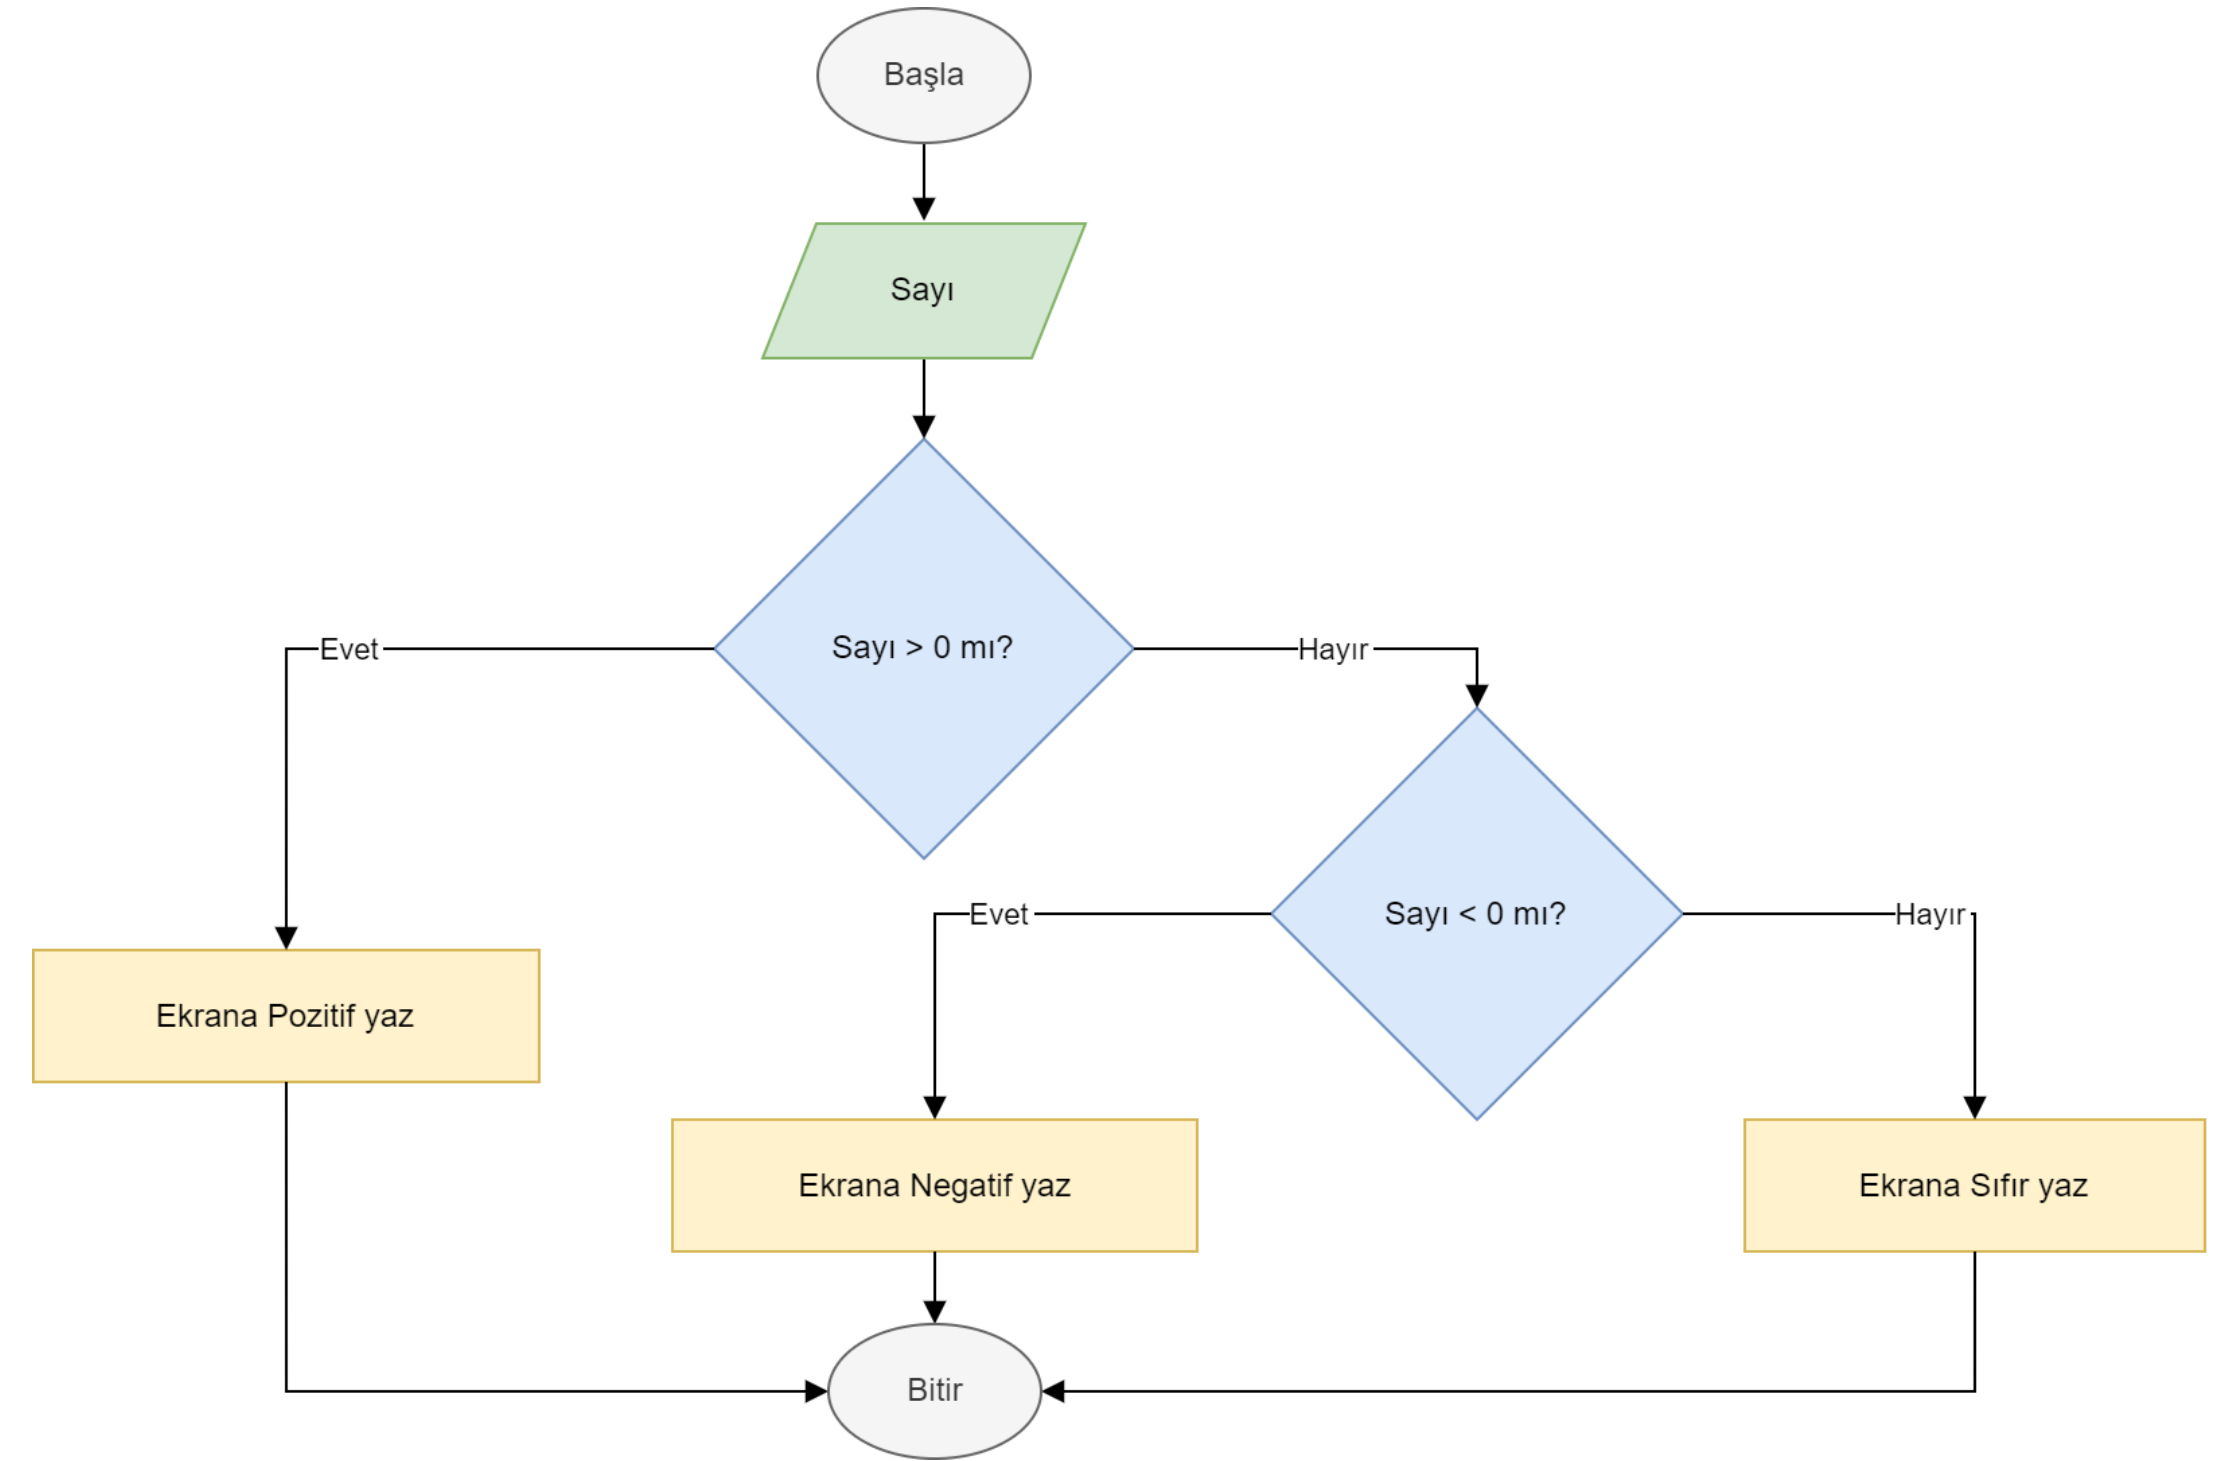 Başla
Sayı
Sayı > 0 mı?
Evet
Hayır
Sayı < 0 mı?
Evet
Hayır
Ekrana Pozitif yaz
Ekrana Negatif yaz
Ekrana Sıfır yaz
Bitir